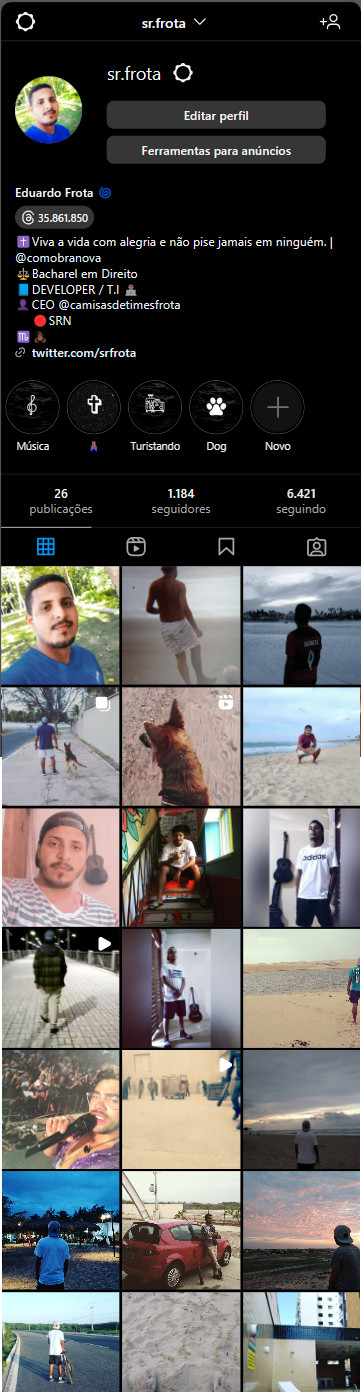 sr.frota
sr.frota
Editar perfil
Ferramentas para anúncios
Eduardo Frota 🌀
35.861.850
✝️Viva a vida com alegria e não pise jamais em ninguém. |
@comobranova
⚖️Bacharel em Direito
📘DEVELOPER / T.I 👨🏽‍💻
👤CEO @camisasdetimesfrota
🔴SRN
♏
twitter.com/srfrota
Música
Turistando
Dog
Novo
26
publicações
1.184
seguidores
6.421
seguindo
adidas